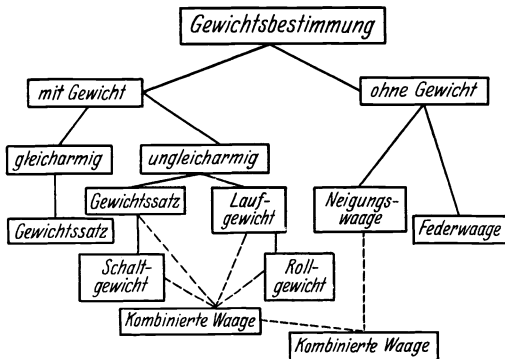 Gewichtsbestimmung
mit Gewicht
ohne Gewicht
gleicharmig
ungleicharmig
Gewichtssatz
Gewichtssatz
Lauf-
gewicht
Neigungs-
waage
Federwaage
Schalt-
gewicht
Roll-
gewicht
Kombinierte Waage
Kombinierte Waage